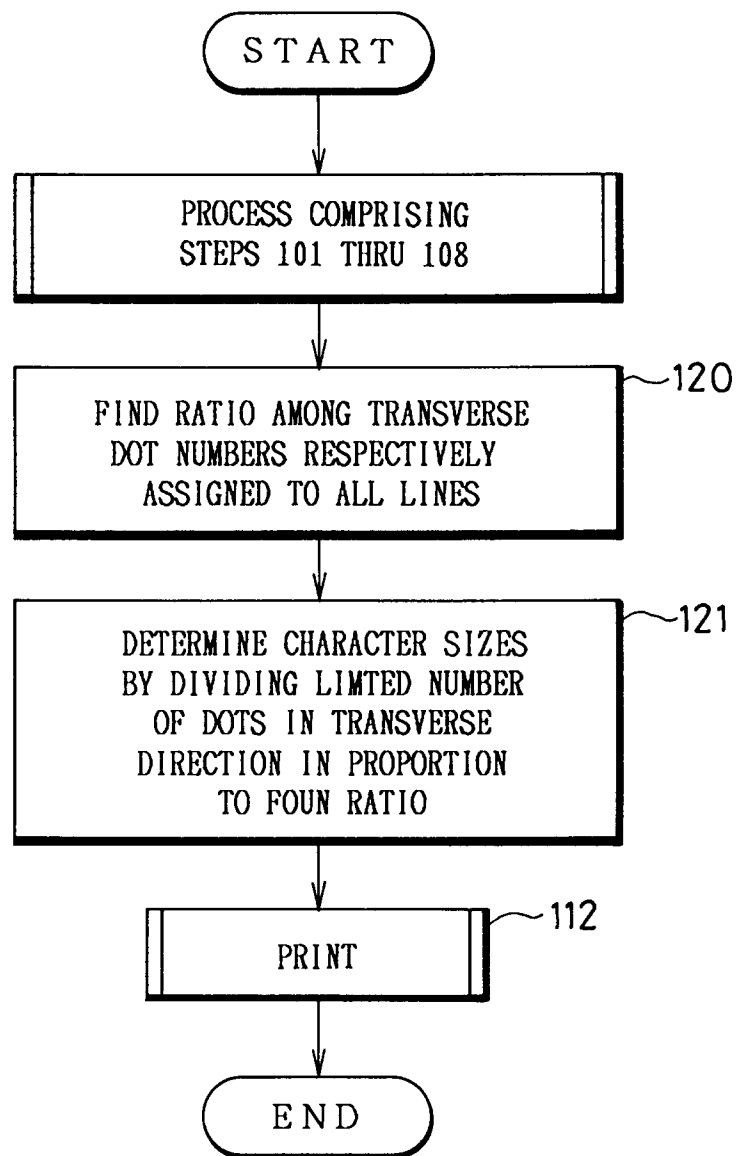 START
PROCESS COMPRISING
STEPS 101 THRU 108
120
FIND RATIO AMONG TRANSVERSE
DOT NUMBERS RESPECTIVELY
ASSIGNED TO ALL LINES
121
DETERMINE CHARACTER SIZES
BY DIVIDING LIMTED NUMBER
OF DOTS IN TRANSVERSE
DIRECTION IN PROPORTION
TO FOUN RATIO
112
PRINT
END